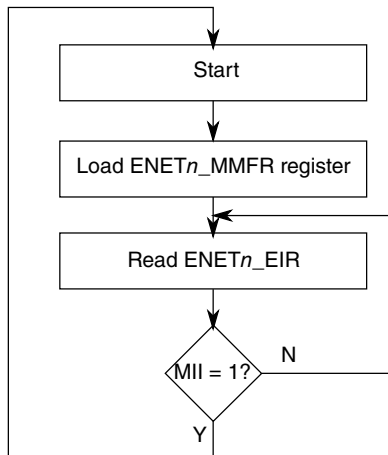 Start
Load ENETn_MMFR register
Read ENETn_EIR
MII = 1?
N
Y